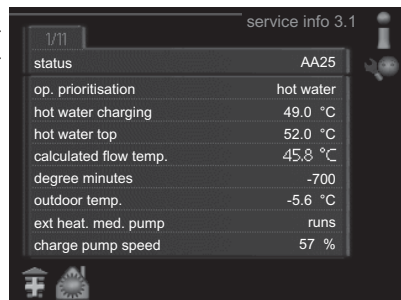 service info 3.1
1/11
status AA25
op. prioritisation hot water
hot water charging 49.0 °C
hot water top 52.0 °C
calculated flow temp. 45.8 °C
degree minutes -700
outdoor temp. -5.6 °C
ext heat. med. pump runs
charge pump speed 57 %